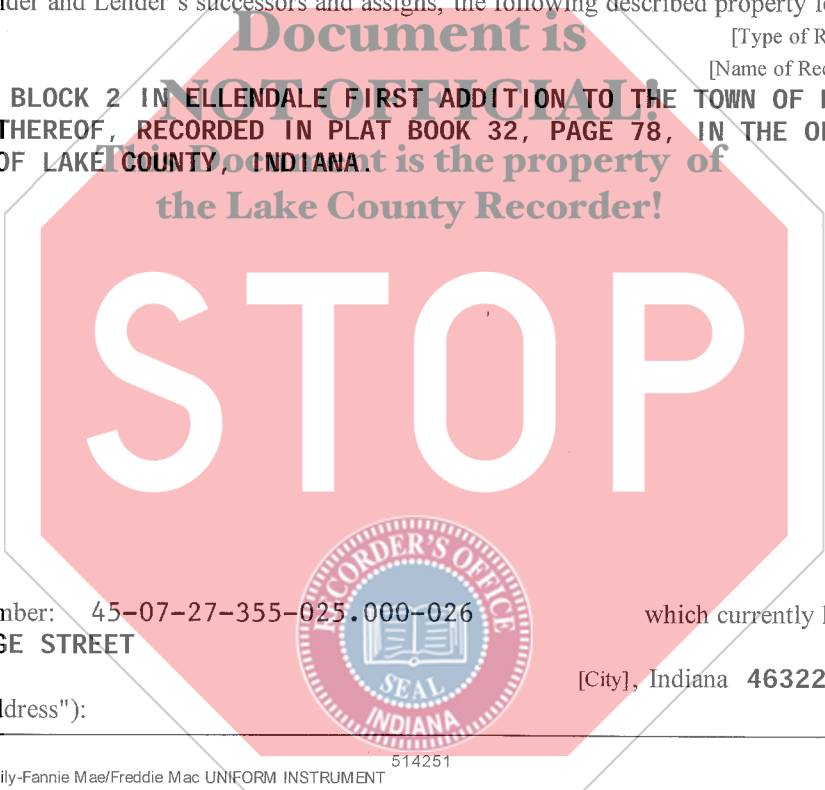 der and Lender's successors and assigns, the following described property
Document is
[Type of R
[Name of Rec
NOT OFFICIAL!
BLOCK 2 IN ELLENDALE FIRST ADDITION TO THE TOWN OF
THEREOF, RECORDED IN PLAT BOOK 32, PAGE 78, IN THE
OF LAKE COUNTY, INDIANA.
This Document is the property of
the Lake County Recorder!
STOP
RECORDER'S OFFICE
mber: 45-07-27-355-025.000-026 which currently
GE STREET
SEAL
[City], Indiana 46322
INDIANA
ddress"):
514251
ily-Fannie Mae/Freddie Mac UNIFORM INSTRUMENT